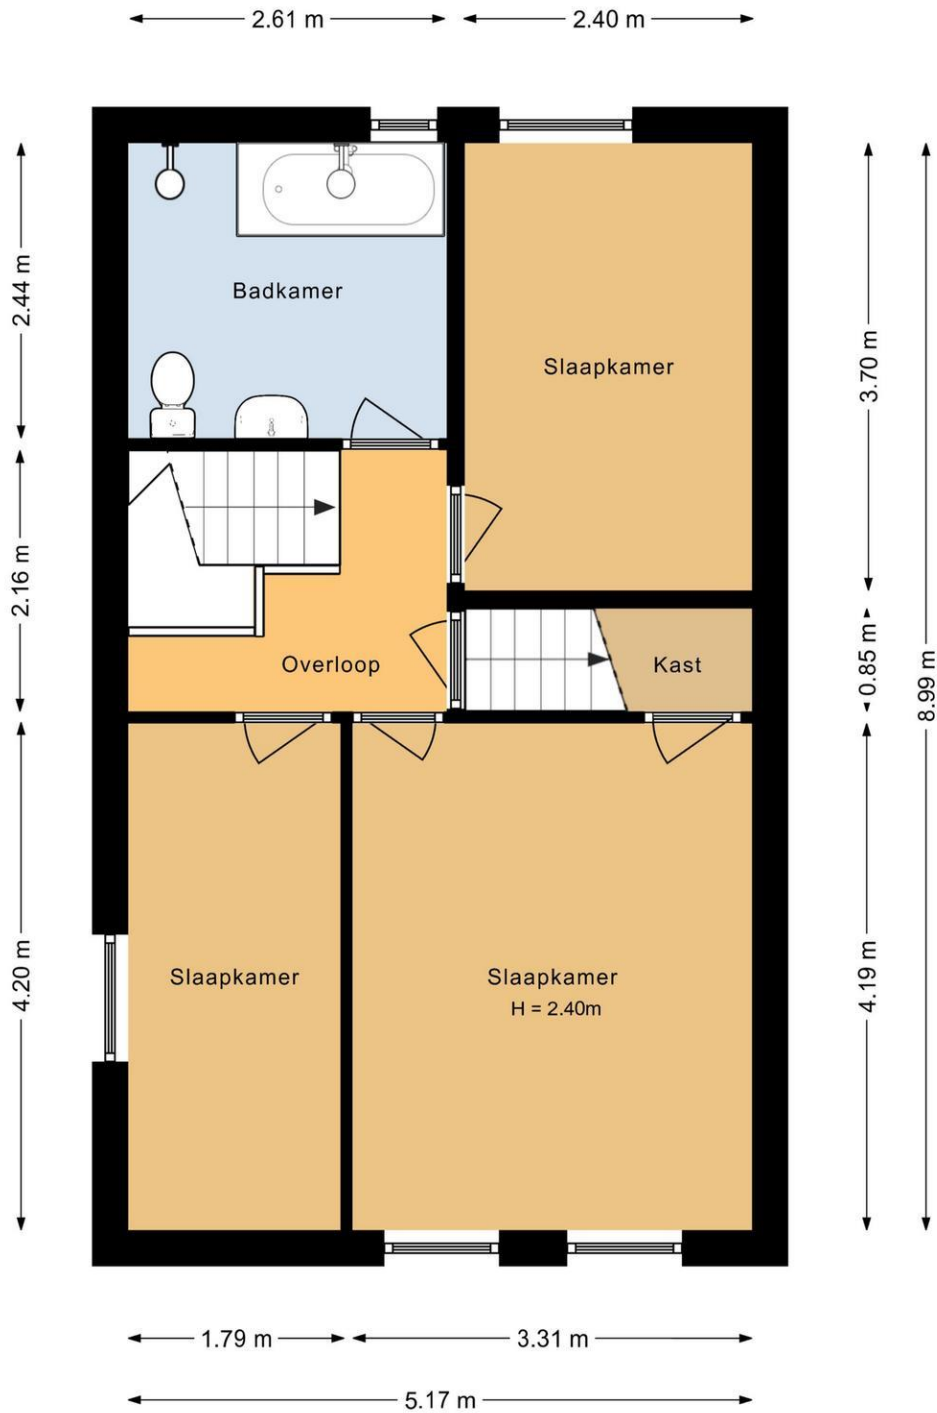 2.61 m
2.40 m
2.44 m
Badkamer
Slaapkamer
3.70 m
2.16 m
Overloop
Kast
0.85 m
8.99 m
4.20 m
Slaapkamer
Slaapkamer
H = 2.40m
4.19 m
1.79 m
3.31 m
5.17 m